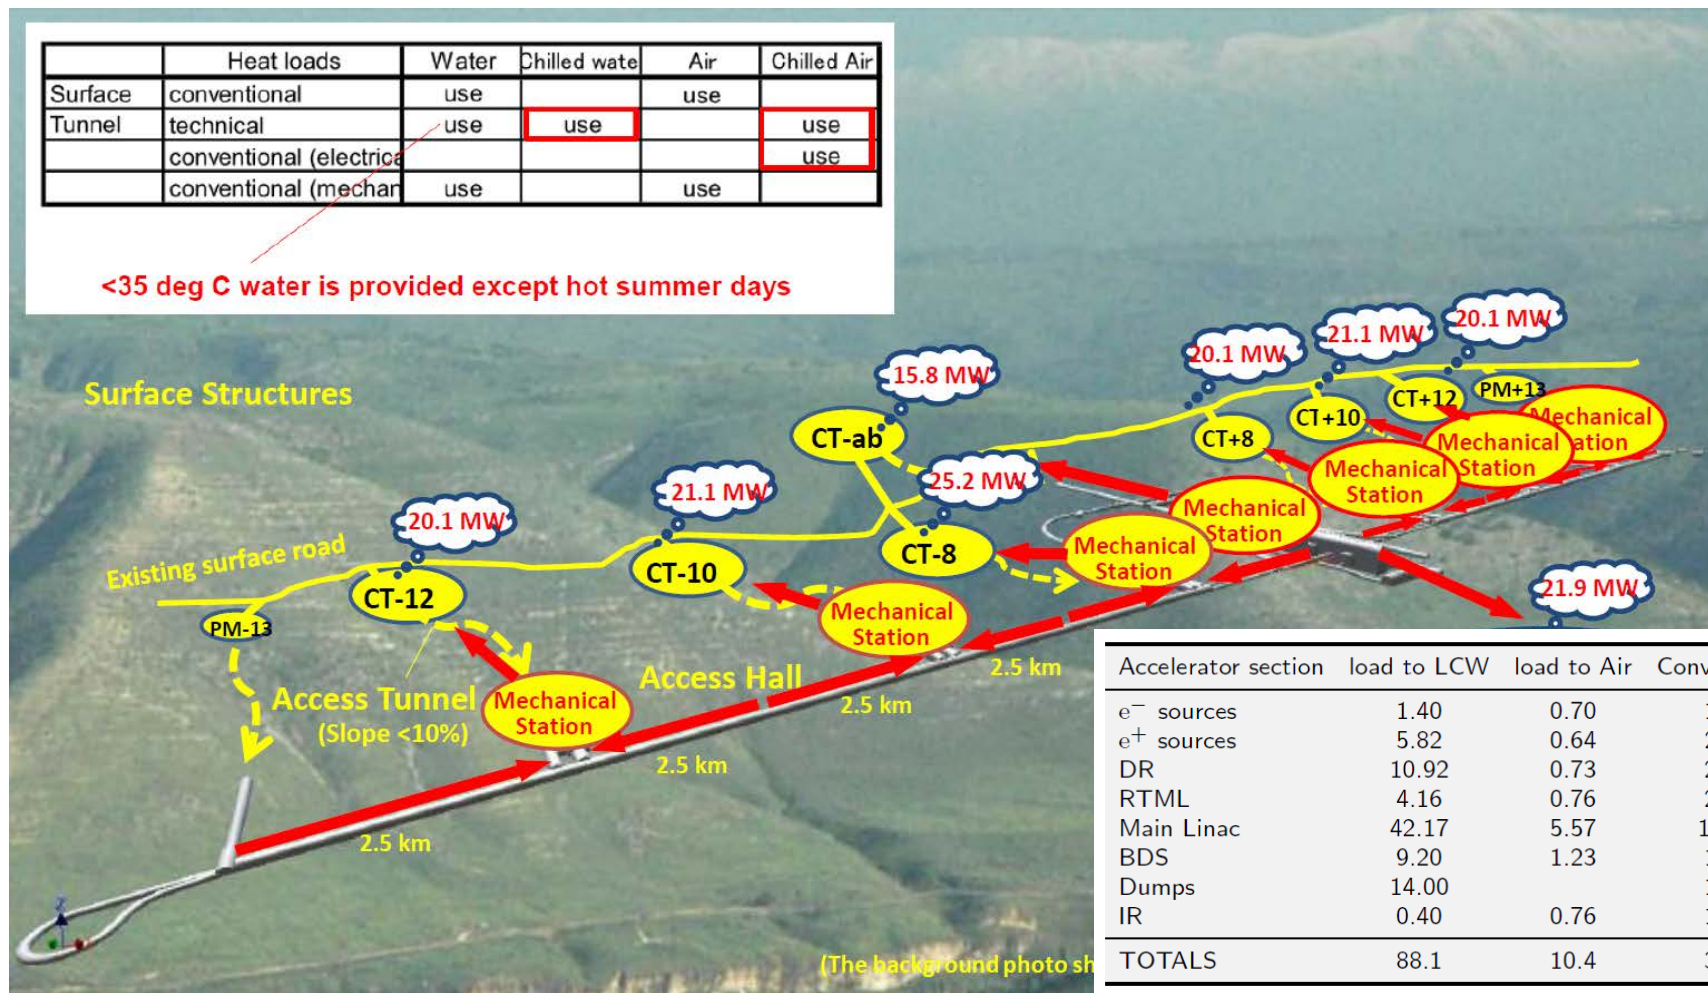 Heat loads Water Chilled wate Air Chilled Air
Surface conventional use use
Tunnel technical use use use
conventional (electrica use
conventional (mechan use use
<35 deg C water is provided except hot summer days
Surface Structures
20.1 MW
21.1 MW
20.1 MW
15.8 MW
CT-ab
25.2 MW
21.1 MW
20.1 MW
CT+8
CT+10
CT+12
PM+13
Mechanical
Station
Mechanical
Station
Mechanical
Station
Mechanical
Station
Mechanical
ation
Existing surface road
CT-12
CT-10
CT-8
PM-13
Mechanical
Station
21.9 MW
Access Tunnel
(Slope <10%)
Mechanical
Station
Access Hall
2.5 km
2.5 km
2.5 km
2.5 km
(The background photo sh
Accelerator section load to LCW load to Air Conv
e− sources 1.40 0.70
e+ sources 5.82 0.64
DR 10.92 0.73
RTML 4.16 0.76
Main Linac 42.17 5.57 1
BDS 9.20 1.23
Dumps 14.00
IR 0.40 0.76
TOTALS 88.1 10.4